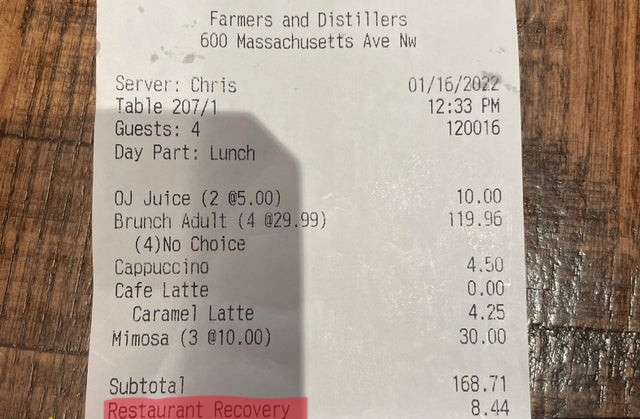 Farmers and Distillers
600 Massachusetts Ave Nw
Server: Chris 01/16/2022
Table 207/1 12:33 PM
Guests: 4 120016
Day Part: Lunch
OJ Juice (2 @5.00) 10.00
Brunch Adult (4 @29.99) 119.96
(4)No Choice
Cappuccino 4.50
Cafe Latte 0.00
Caramel Latte 4.25
Mimosa (3 @10.00) 30.00
Subtotal 168.71
Restaurant Recovery 8.44